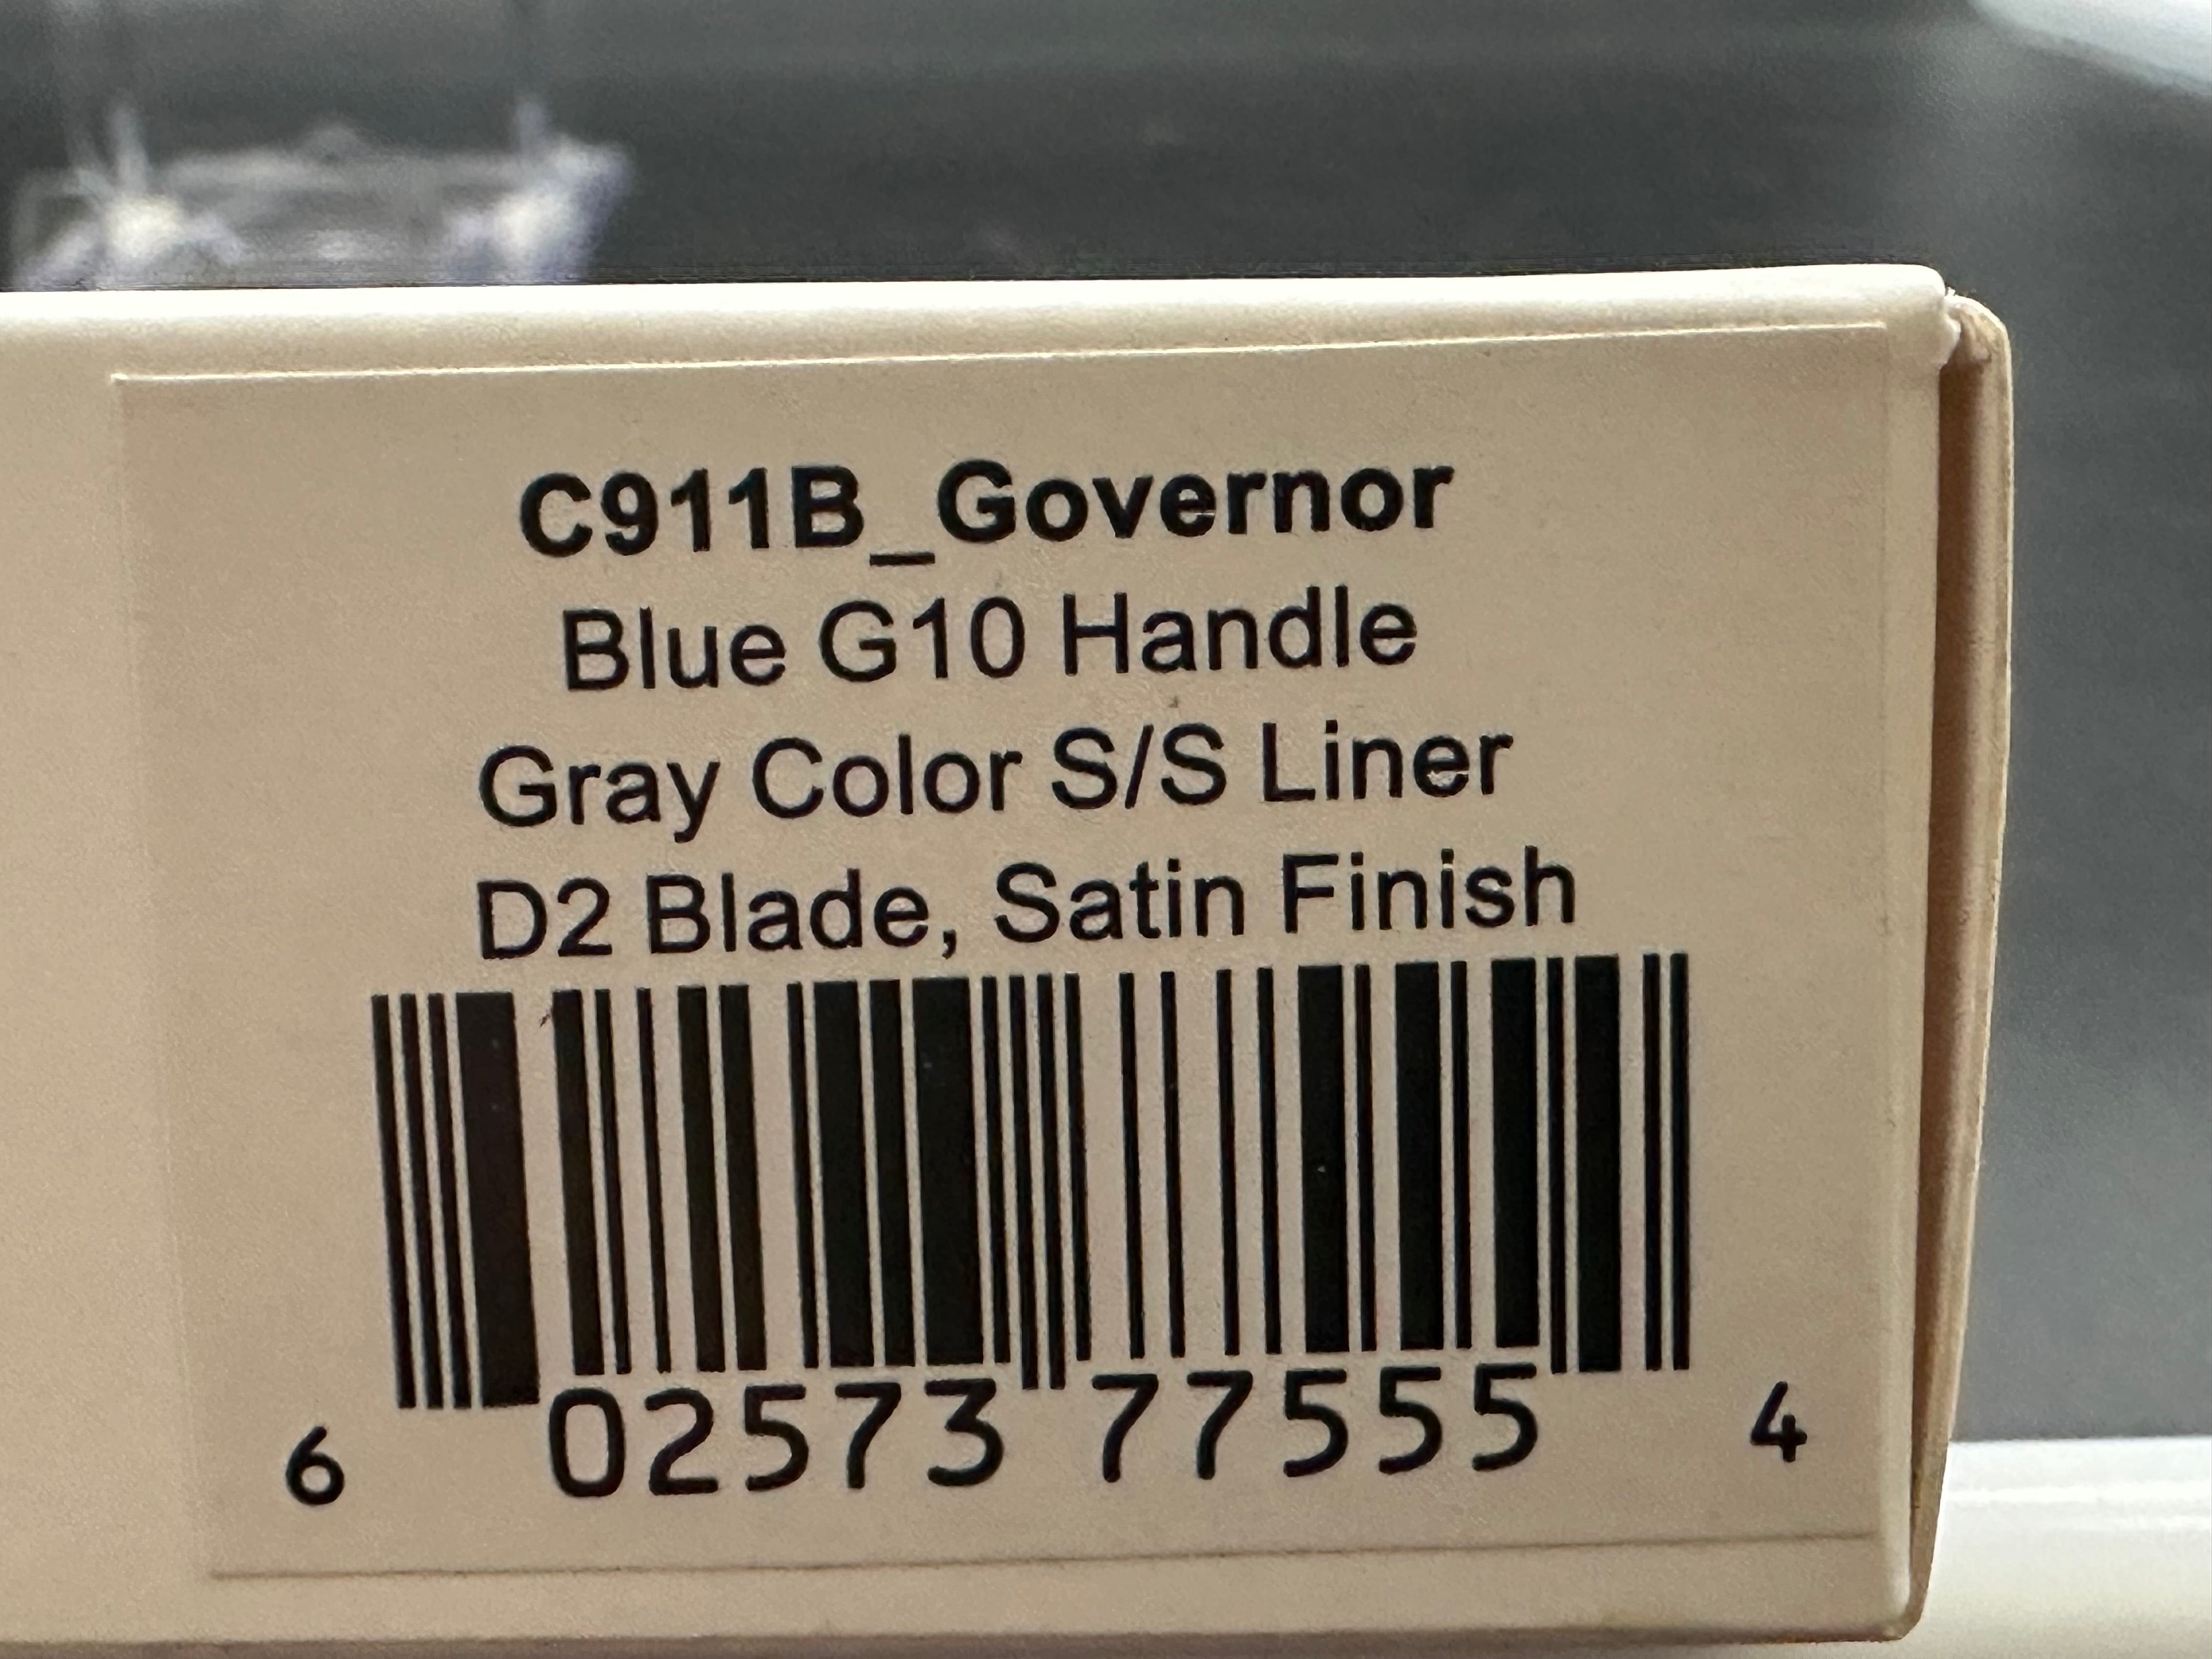 C911B_Governor
Blue G10 Handle
Gray Color S/S Liner
D2 Blade, Satin Finish
6 02573 77555 4